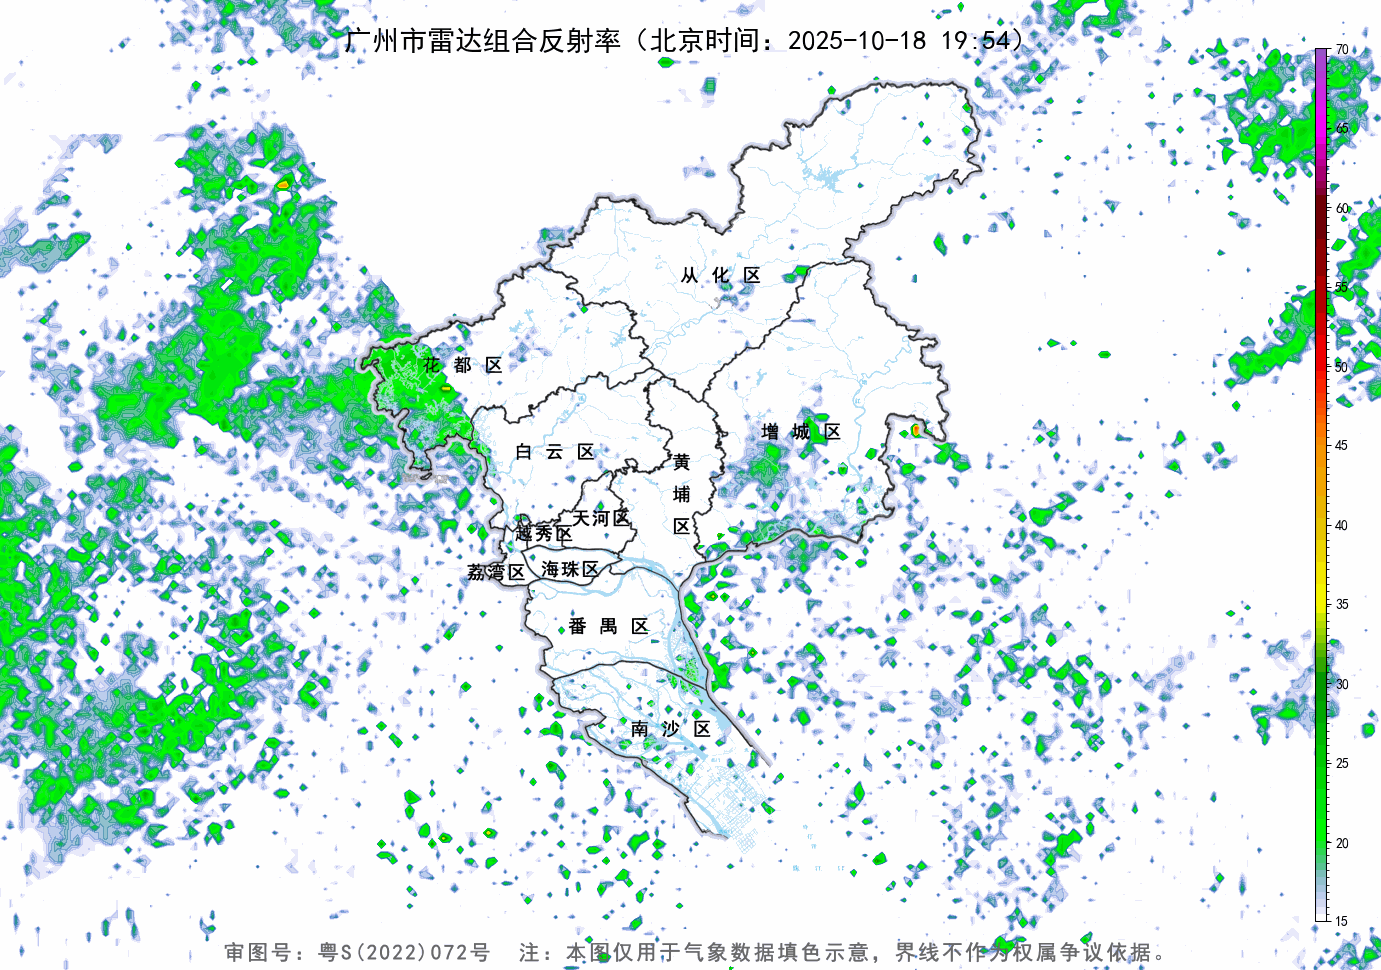 广州市雷达组合反射率（北京时间：2025-10-18 19:54）
70
65
60
55
50
45
40
35
30
25
20
15
从化区
花都区
增城区
白云区
黄埔区
天河区
越秀区
荔湾区
海珠区
番禺区
南沙区
审图号：粤S(2022)072号 注：本图仅用于气象数据填色示意，界线不作为权属争议依据。